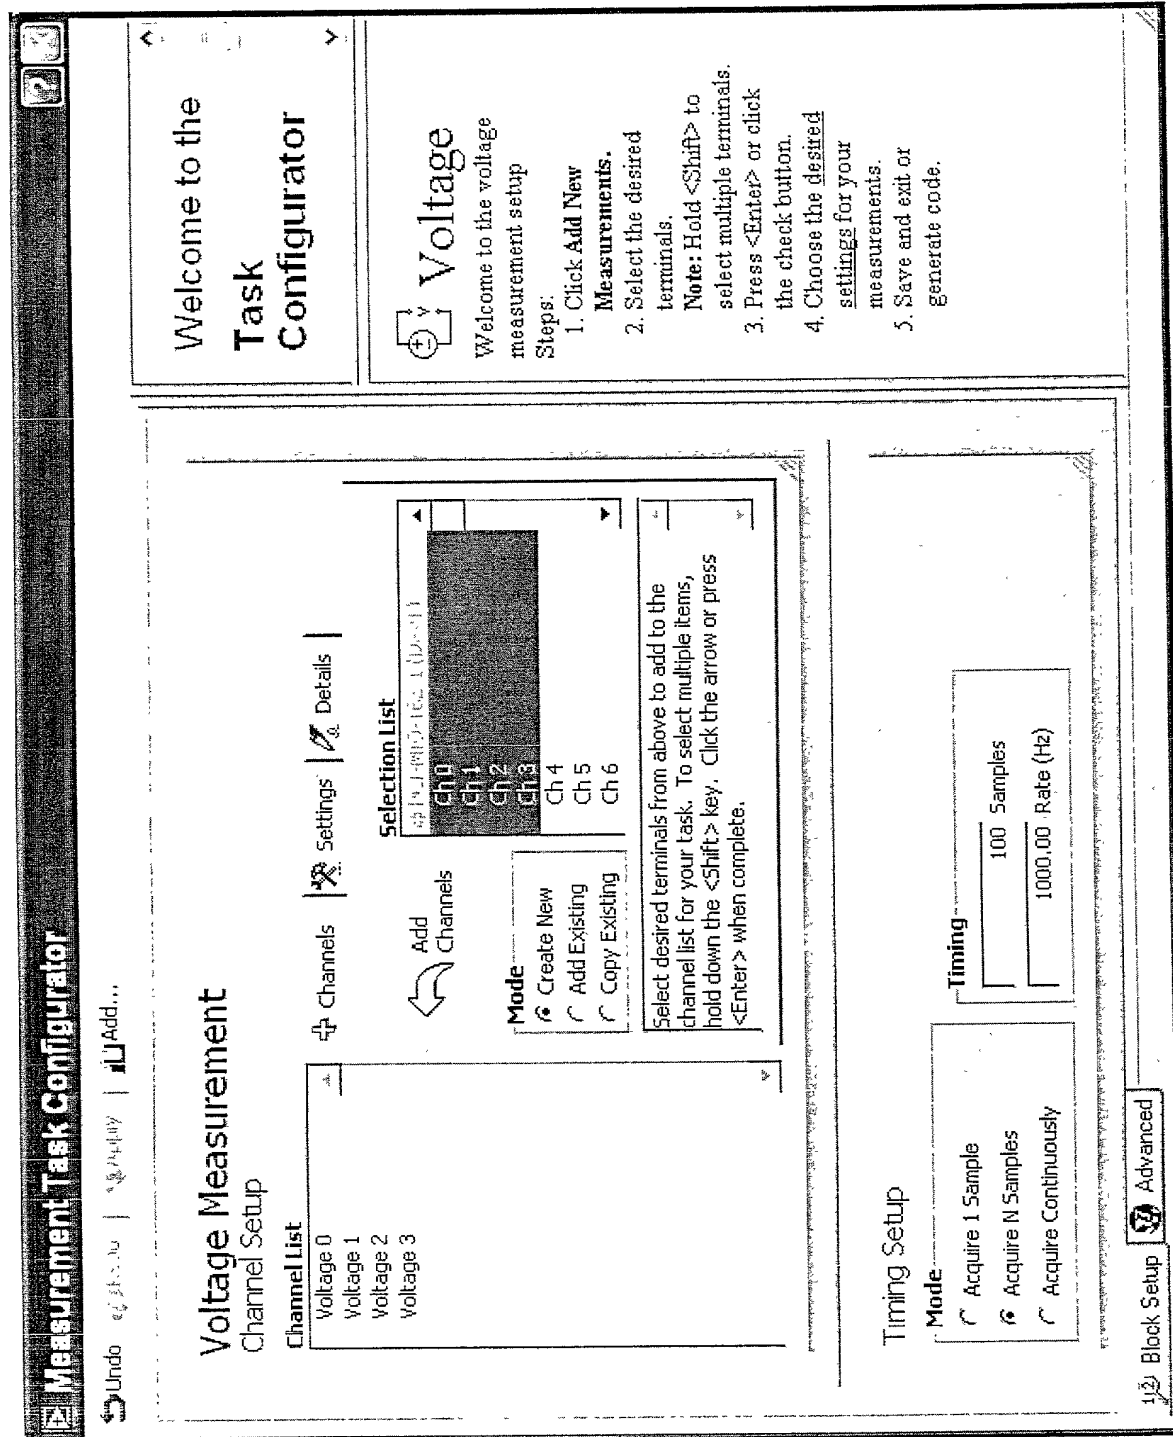 Measurement Task Configurator
?
Undo
Add...
Voltage Measurement
Channel Setup
Channel List
Voltage 0
Voltage 1
Voltage 2
Voltage 3
Channels
Settings
Details
Add
Channels
Selection List
Ch 0
Ch 1
Ch 2
Ch 3
Ch 4
Ch 5
Ch 6
Mode
Create New
Add Existing
Copy Existing
Select desired terminals from above to add to the
channel list for your task. To select multiple items,
hold down the <Shift> key. Click the arrow or press
<Enter> when complete.
Timing Setup
Mode
Acquire 1 Sample
Acquire N Samples
Acquire Continuously
Timing
100 Samples
1000.00 Rate (Hz)
Block Setup
Advanced
Welcome to the
Task
Configurator
Voltage
Welcome to the voltage
measurement setup
Steps:
1. Click Add New
Measurements.
2. Select the desired
terminals.
Note: Hold <Shift> to
select multiple terminals.
3. Press <Enter> or click
the check button.
4. Choose the desired
settings for your
measurements.
5. Save and exit or
generate code.